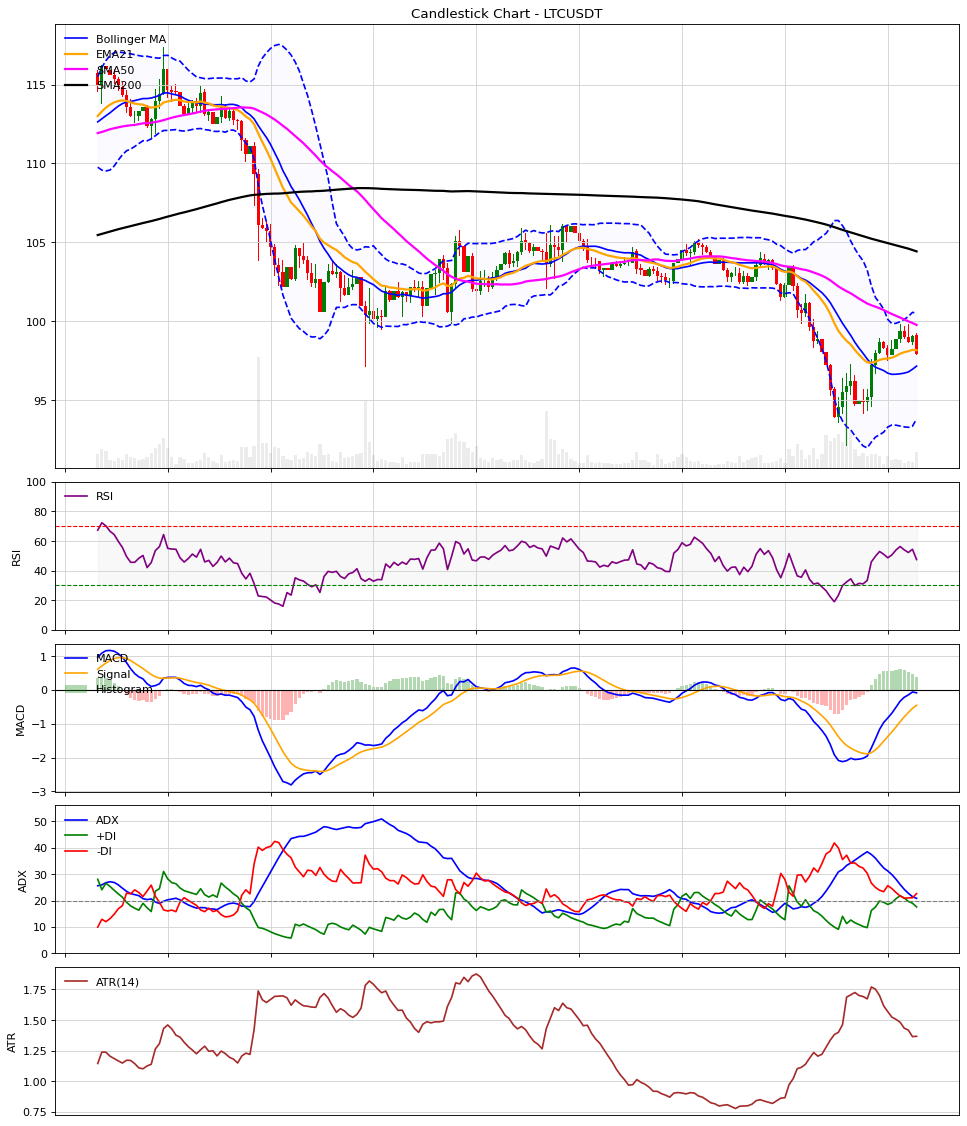 Candlestick Chart - LTCUSDT
Bollinger MA
EMA21
SMA50
SMA200
115
110
105
100
95
RSI
100
80
60
40
20
0
RSI
MACD
Signal
Histogram
1
0
−1
−2
−3
MACD
ADX
+DI
-DI
50
40
30
20
10
0
ADX
ATR(14)
1.75
1.50
1.25
1.00
0.75
ATR